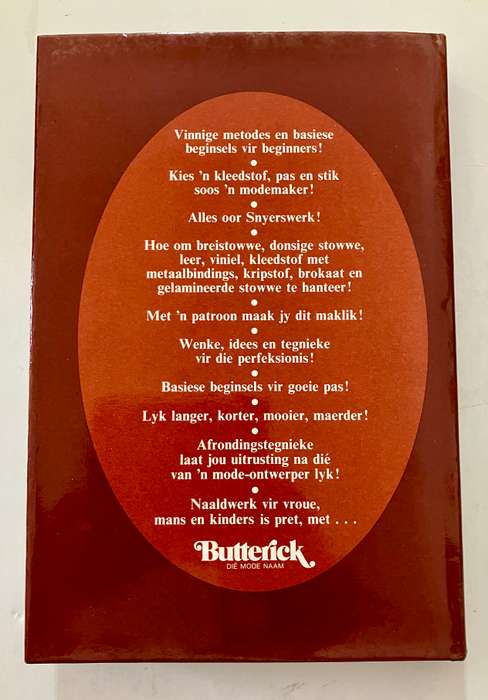 Vinnige metodes en basiese
beginsels vir beginners!
•
Kies 'n kleedstof, pas en stik
soos 'n modemaker!
•
Alles oor Snyerswerk!
•
Hoe om breistowwe, donsige stowwe,
leer, viniel, kleedstof met
metaalbindings, kripstof, brokaat en
gelamineerde stowwe te hanteer!
•
Met 'n patroon maak jy dit maklik!
•
Wenke, idees en tegnieke
vir die perfeksionis!
•
Basiese beginsels vir goeie pas!
•
Lyk langer, korter, mooier, maerder!
•
Afrondingstegnieke
laat jou uitrusting na dié
van 'n mode-ontwerper lyk!
•
Naaldwerk vir vroue,
mans en kinders is pret, met . . .
Butterick
DIÉ MODE NAAM